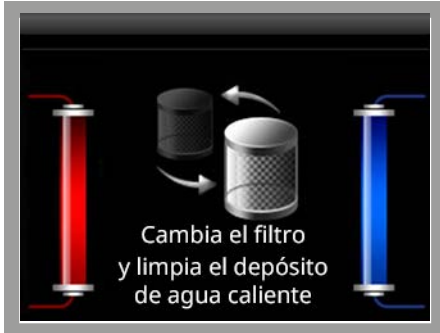 Cambia el filtro
y limpia el depósito
de agua caliente